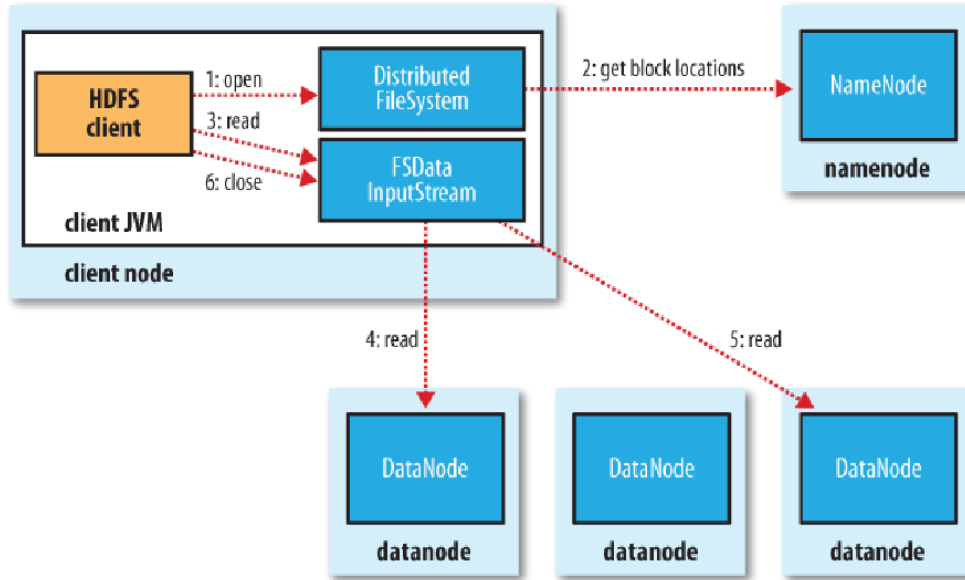 HDFS
client
1: open
3: read
6: close
Distributed
FileSystem
FSData
InputStream
client JVM
client node
2: get block locations
NameNode
namenode
4: read
5: read
DataNode
datanode
DataNode
datanode
DataNode
datanode